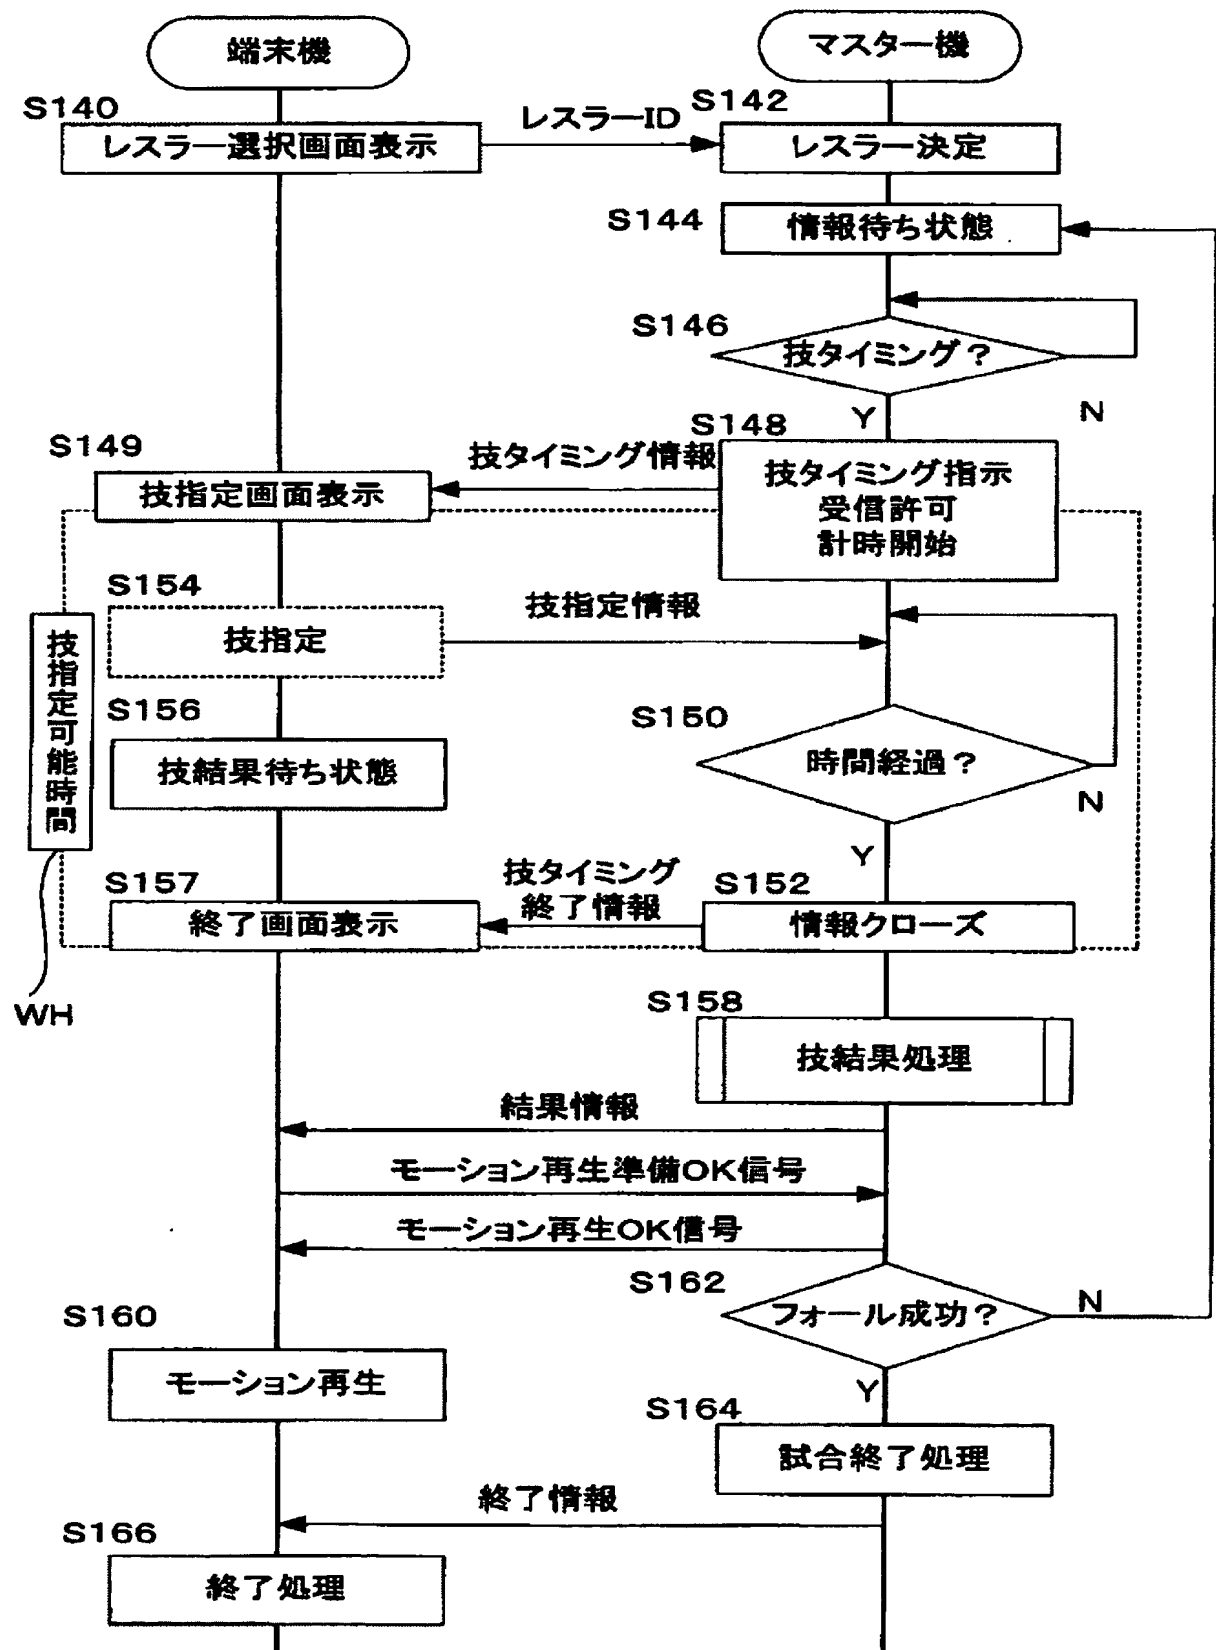 端末機
マスター機
S140
レスラーID
S142
レスラー選択画面表示
レスラー決定
S144
情報待ち状態
S146
技タイミング？
Y
N
S149
技タイミング情報
S148
技指定画面表示
技タイミング指示
受信許可
計時開始
S154
技指定
技指定情報
技指定可能時間
S156
技結果待ち状態
S150
時間経過？
N
Y
S157
技タイミング
終了情報
S152
終了画面表示
情報クローズ
WH
S158
技結果処理
結果情報
モーション再生準備OK信号
モーション再生OK信号
S162
フォール成功？
N
S160
モーション再生
Y
S164
試合終了処理
終了情報
S166
終了処理